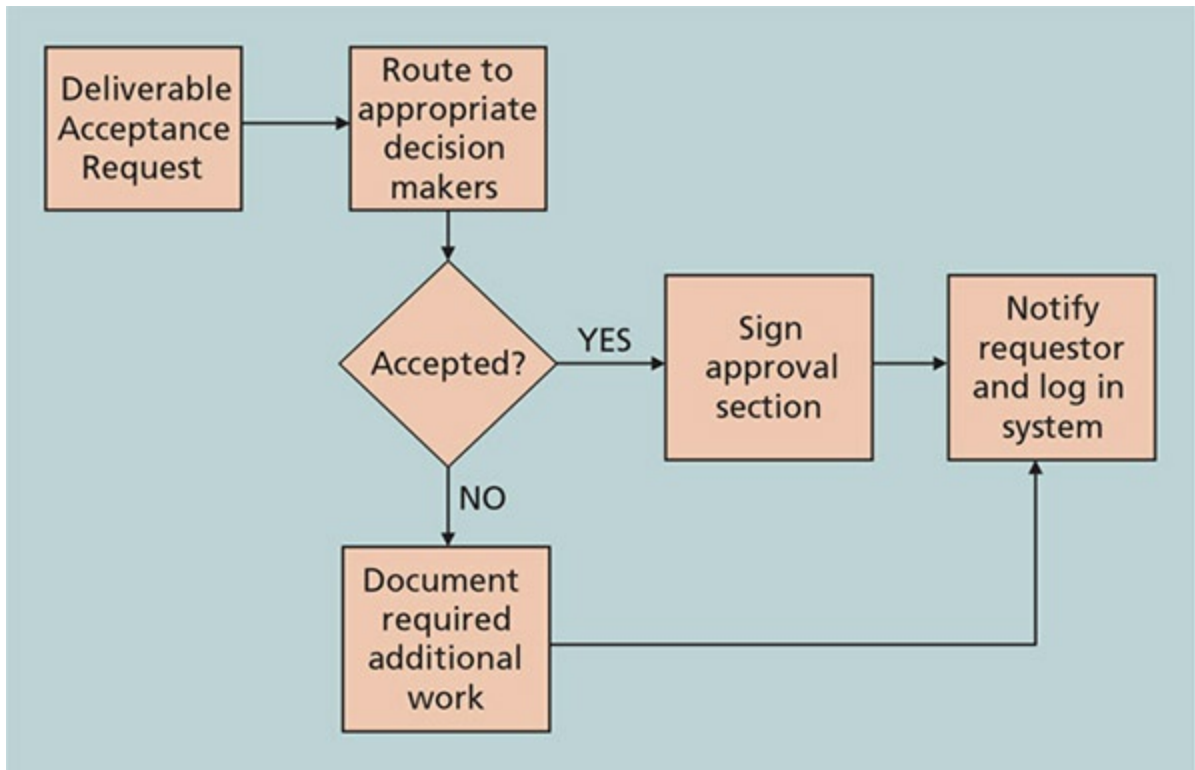 Deliverable
Acceptance
Request
Route to
appropriate
decision
makers
Accepted?
YES
Sign
approval
section
Notify
requestor
and log in
system
NO
Document
required
additional
work